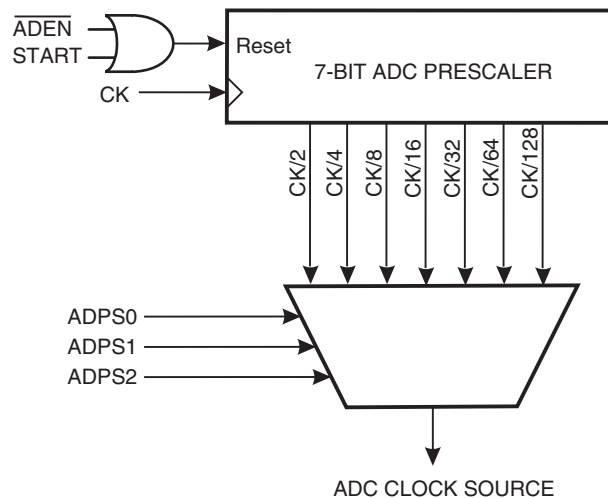 ADEN
START
Reset
7-BIT ADC PRESCALER
CK
CK/2
CK/4
CK/8
CK/16
CK/32
CK/64
CK/128
ADPS0
ADPS1
ADPS2
ADC CLOCK SOURCE